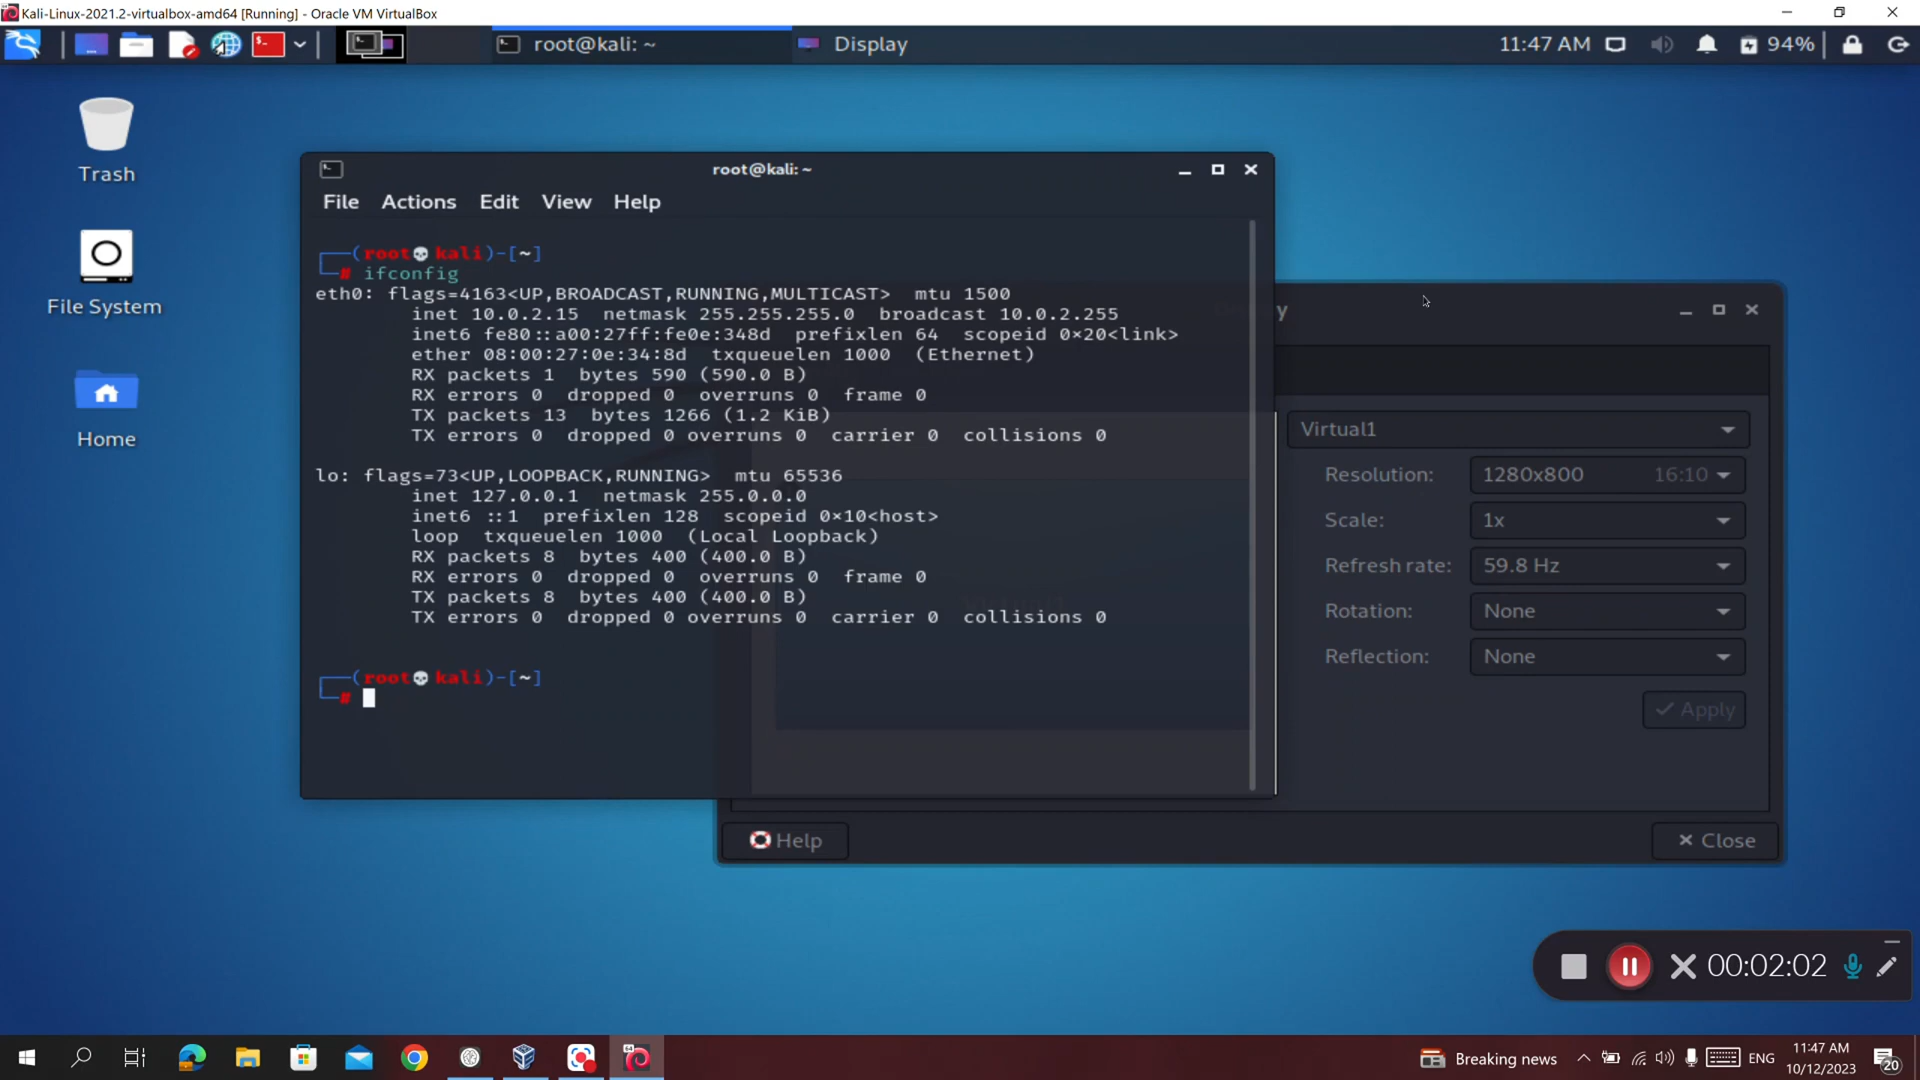 Kali-Linux-2021.2-virtualbox-amd64 [Running] - Oracle VM VirtualBox
root@kali: ~
Display
11:47 AM
94%
Trash
File System
Home
root@kali: ~
File Actions Edit View Help
(root💀kali)-[~]
# ifconfig
eth0: flags=4163<UP,BROADCAST,RUNNING,MULTICAST>  mtu 1500
inet 10.0.2.15  netmask 255.255.255.0  broadcast 10.0.2.255
inet6 fe80::a00:27ff:fe0e:348d  prefixlen 64  scopeid 0×20<link>
ether 08:00:27:0e:34:8d  txqueuelen 1000  (Ethernet)
RX packets 1  bytes 590 (590.0 B)
RX errors 0  dropped 0  overruns 0  frame 0
TX packets 13  bytes 1266 (1.2 KiB)
TX errors 0  dropped 0 overruns 0  carrier 0  collisions 0
lo: flags=73<UP,LOOPBACK,RUNNING>  mtu 65536
inet 127.0.0.1  netmask 255.0.0.0
inet6 ::1  prefixlen 128  scopeid 0×10<host>
loop  txqueuelen 1000  (Local Loopback)
RX packets 8  bytes 400 (400.0 B)
RX errors 0  dropped 0  overruns 0  frame 0
TX packets 8  bytes 400 (400.0 B)
TX errors 0  dropped 0 overruns 0  carrier 0  collisions 0
(root💀kali)-[~]
#
Virtual1
Resolution: 1280x800 16:10
Scale: 1x
Refresh rate: 59.8 Hz
Rotation: None
Reflection: None
Apply
Help
Close
00:02:02
Breaking news
ENG
11:47 AM
10/12/2023
20